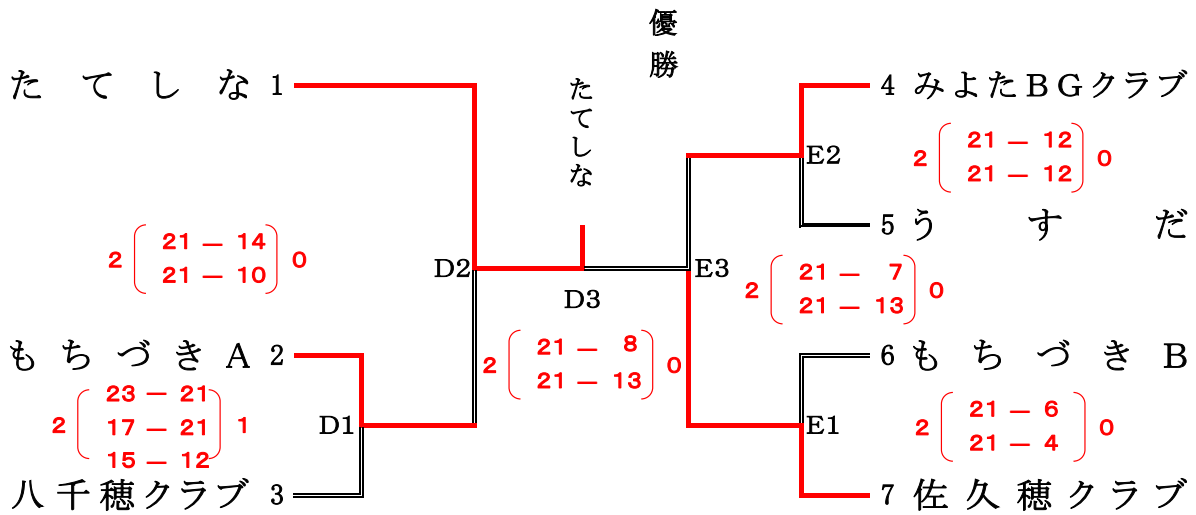 優勝
たてしな
たてしな 1
2 21 — 14 0
21 — 10
D2
もちづきA 2
2 23 — 21 1
17 — 21
15 — 12
D1
八千穂クラブ 3
D3
2 21 — 8 0
21 — 13
4 みよたBGクラブ
E2
2 21 — 12 0
21 — 12
5 うすだ
E3
2 21 — 7 0
21 — 13
6 もちづきB
E1
2 21 — 6 0
21 — 4
7 佐久穂クラブ